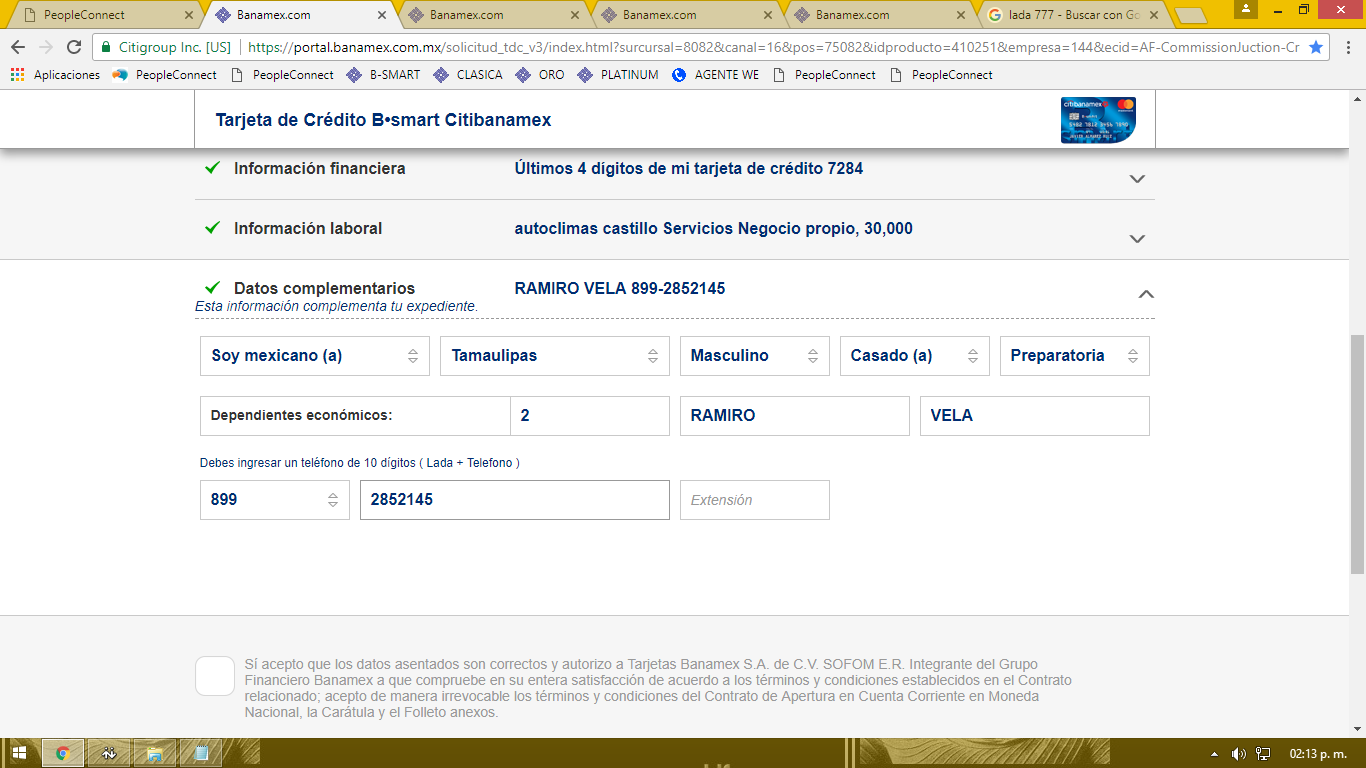 PeopleConnect
Banamex.com
Banamex.com
Banamex.com
Banamex.com
lada 777 - Buscar con Go
Citigroup Inc. [US]
https://portal.banamex.com.mx/solicitud_tdc_v3/index.html?surcursal=8082&canal=16&pos=75082&idproducto=410251&empresa=144&ecid=AF-CommissionJuction-Cr
Aplicaciones PeopleConnect PeopleConnect B-SMART CLASICA ORO PLATINUM AGENTE WE PeopleConnect PeopleConnect
Tarjeta de Crédito B•smart Citibanamex
citibanamex
Información financiera Últimos 4 dígitos de mi tarjeta de crédito 7284
Información laboral autoclimas castillo Servicios Negocio propio, 30,000
Datos complementarios RAMIRO VELA 899-2852145
Esta información complementa tu expediente.
Soy mexicano (a) Tamaulipas Masculino Casado (a) Preparatoria
Dependientes económicos: 2 RAMIRO VELA
Debes ingresar un teléfono de 10 dígitos ( Lada + Telefono )
899 2852145 Extensión
Sí acepto que los datos asentados son correctos y autorizo a Tarjetas Banamex S.A. de C.V. SOFOM E.R. Integrante del Grupo
Financiero Banamex a que compruebe en su entera satisfacción de acuerdo a los términos y condiciones establecidos en el Contrato
relacionado; acepto de manera irrevocable los términos y condiciones del Contrato de Apertura en Cuenta Corriente en Moneda
Nacional, la Carátula y el Folleto anexos.
02:13 p. m.